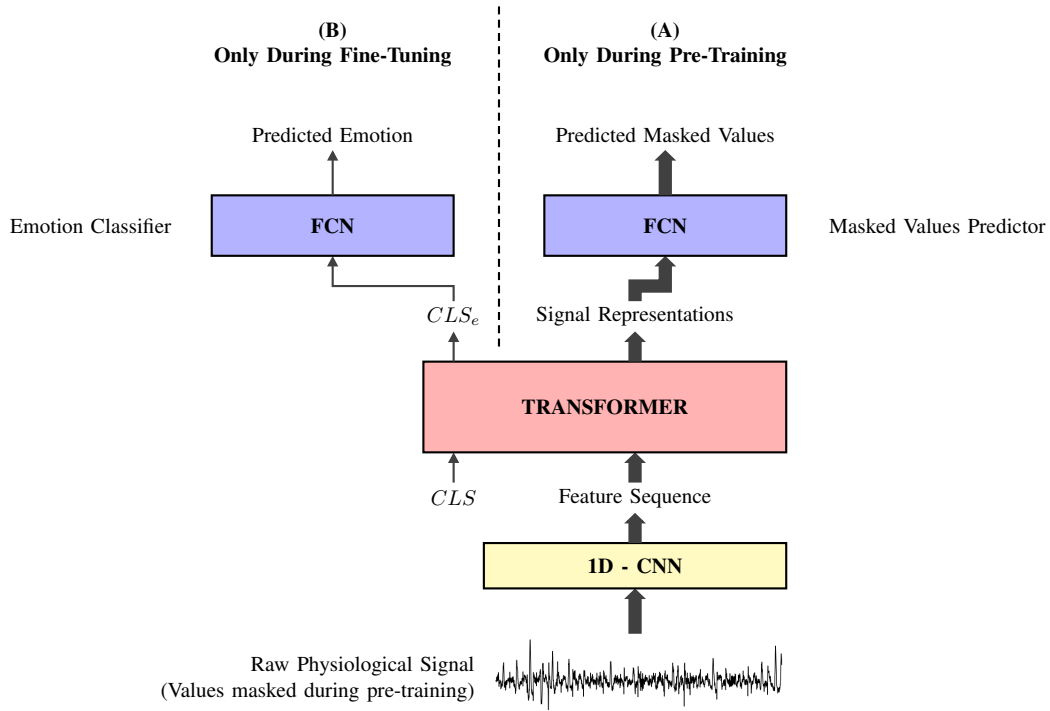 (B)
Only During Fine-Tuning
(A)
Only During Pre-Training
Predicted Emotion
Predicted Masked Values
Emotion Classifier
FCN
FCN
Masked Values Predictor
CLSₑ
Signal Representations
TRANSFORMER
CLS
Feature Sequence
1D - CNN
Raw Physiological Signal
(Values masked during pre-training)